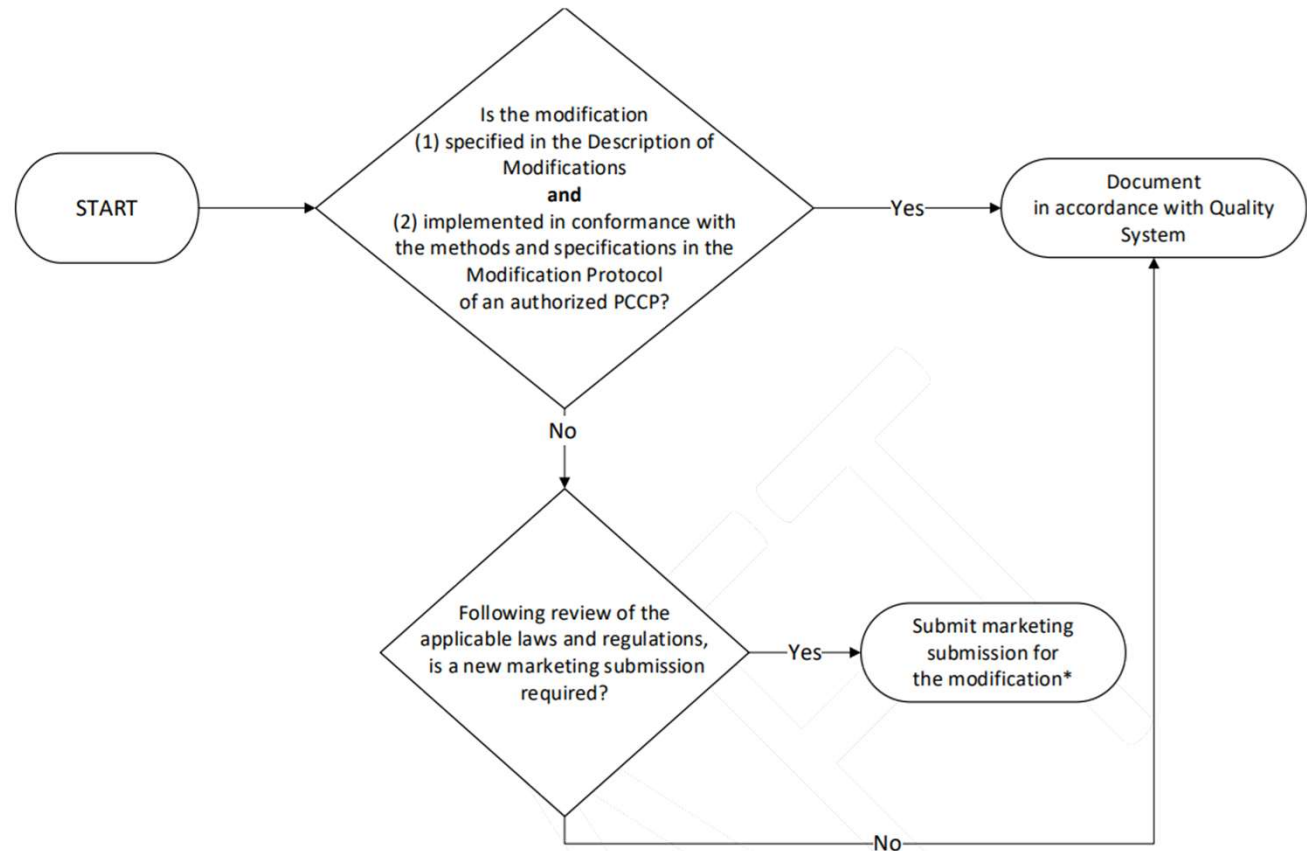 START
Is the modification
(1) specified in the Description of
Modifications
and
(2) implemented in conformance with
the methods and specifications in the
Modification Protocol
of an authorized PCCP?
Yes
Document
in accordance with Quality
System
No
Following review of the
applicable laws and regulations,
is a new marketing submission
required?
Yes
Submit marketing
submission for
the modification*
No